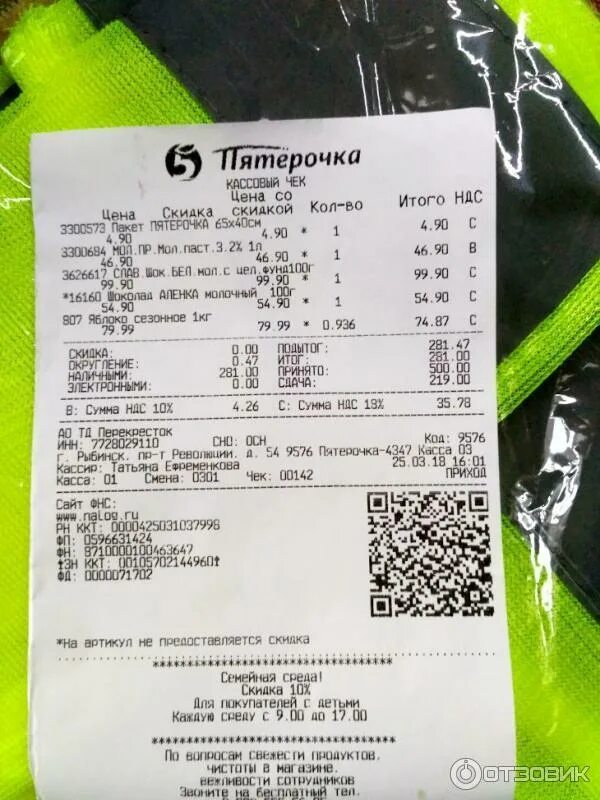 5 Пятёрочка
КАССОВЫЙ ЧЕК
Цена со
Цена Скидка скидкой Кол-во Итого НДС
3300573 Пакет ПЯТЕРОЧКА 65х40см
4.90 4.90 * 1 4.90 С
3300684 МОЛ.ПР.Мол.паст.3.2% 1л
46.90 46.90 * 1 46.90 В
3626617 СЛАВ.Шок.БЕЛ.мол.с цел.фунд100г
99.90 99.90 * 1 99.90 С
*16160 Шоколад АЛЕНКА молочный 100г
54.90 54.90 * 1 54.90 С
807 Яблоко сезонное 1кг
79.99 79.99 * 0.936 74.87 С
СКИДКА: 0.00 ПОДЫТОГ: 281.47
ОКРУГЛЕНИЕ: 0.47 ИТОГ: 281.00
НАЛИЧНЫМИ: 281.00 ПРИНЯТО: 500.00
ЭЛЕКТРОННЫМИ: 0.00 СДАЧА: 219.00
В: Сумма НДС 10% 4.26 С: Сумма НДС 18% 35.78
АО ТД Перекресток
ИНН: 7728029110 СНО: ОСН Код: 9576
г. Рыбинск, пр-т Революции, д. 54 9576 Пятерочка-4347 Касса 03
Кассир: Татьяна Ефременкова 25.03.18 16:01
Касса: 01 Смена: 0301 Чек: 00142 ПРИХОД
Сайт ФНС:
www.nalog.ru
РН ККТ: 0000425031037998
ФП: 0596631424
ФН: 8710000100463647
ЗН ККТ: 001057021449601
ФД: 0000071702
*На артикул не предоставляется скидка
************************************
Семейная среда!
Скидка 10%
Для покупателей с детьми
Каждую среду с 9.00 до 17.00
************************************
По вопросам свежести продуктов,
чистоты в магазине,
вежливости сотрудников
Звоните на бесплатный тел.
ОТЗОВИК